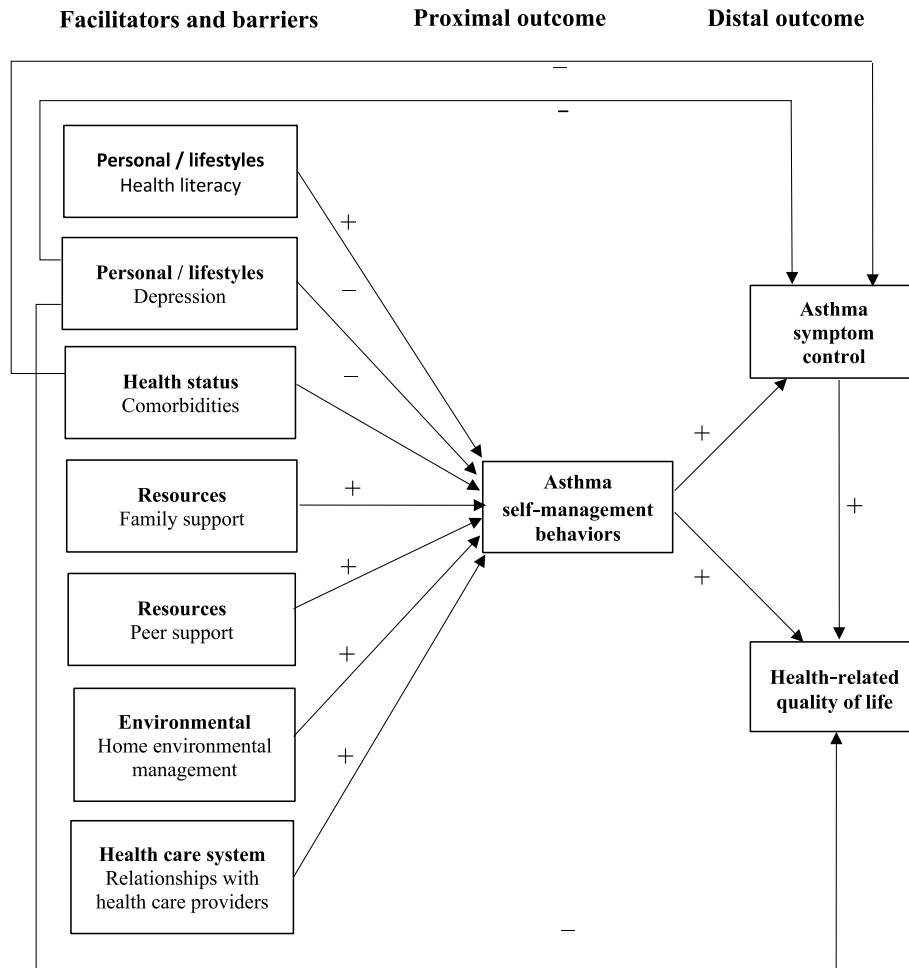 Facilitators and barriers
Proximal outcome
Distal outcome
–
–
Personal / lifestyles
Health literacy
+
Personal / lifestyles
Depression
–
Health status
Comorbidities
–
Resources
Family support
+
Resources
Peer support
+
Environmental
Home environmental
management
+
Health care system
Relationships with
health care providers
+
Asthma
self-management
behaviors
+
+
Asthma
symptom
control
+
Health-related
quality of life
–